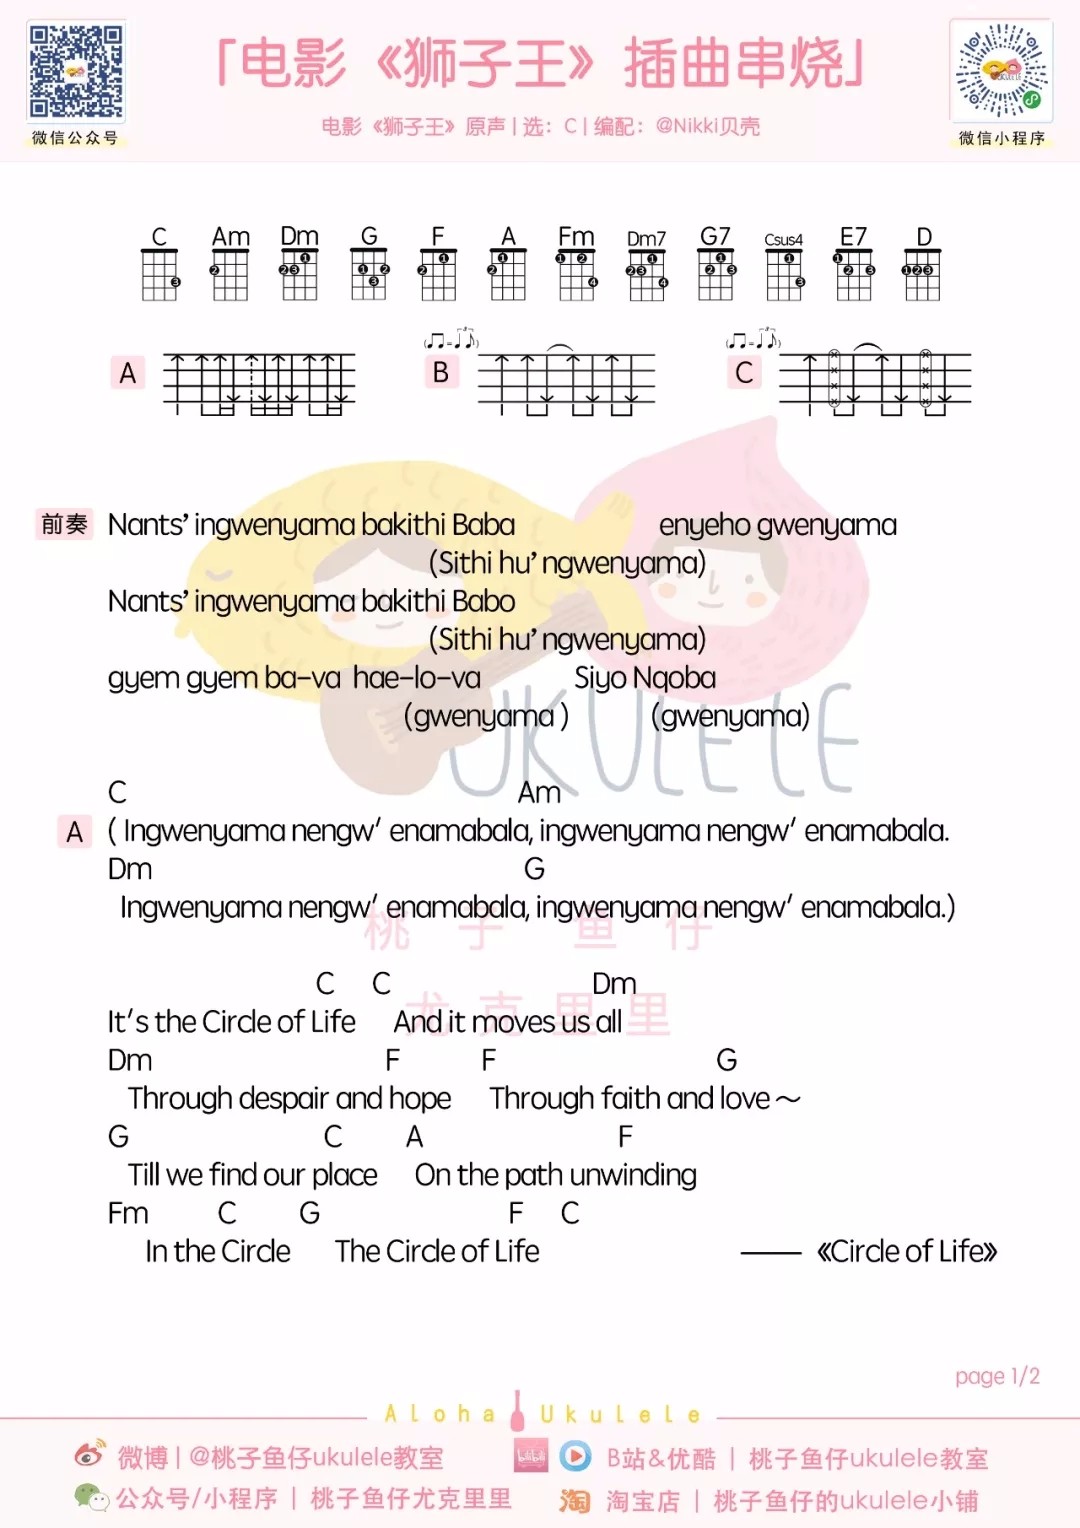 「电影《狮子王》插曲串烧」
电影《狮子王》原声 | 选：C | 编配：@Nikki贝壳
微信公众号
微信小程序
C Am Dm G F A Fm Dm7 G7 Csus4 E7 D
A B C
前奏 Nants’ ingwenyama bakithi Baba enyeho gwenyama
(Sithi hu’ ngwenyama)
Nants’ ingwenyama bakithi Babo
(Sithi hu’ ngwenyama)
gyem gyem ba-va hae-lo-va Siyo Nqoba
(gwenyama ) (gwenyama)
UKULELE
C Am
A ( Ingwenyama nengw’ enamabala, ingwenyama nengw’ enamabala.
Dm G
Ingwenyama nengw’ enamabala, ingwenyama nengw’ enamabala.)
桃子鱼仔
尤克里里
C C Dm
It’s the Circle of Life And it moves us all
Dm F F G
Through despair and hope Through faith and love～
G C A F
Till we find our place On the path unwinding
Fm C G F C
In the Circle The Circle of Life —— 《Circle of Life》
page 1/2
Aloha Ukulele
微博 | @桃子鱼仔ukulele教室
B站&优酷 | 桃子鱼仔ukulele教室
公众号/小程序 | 桃子鱼仔尤克里里
淘 淘宝店 | 桃子鱼仔的ukulele小铺